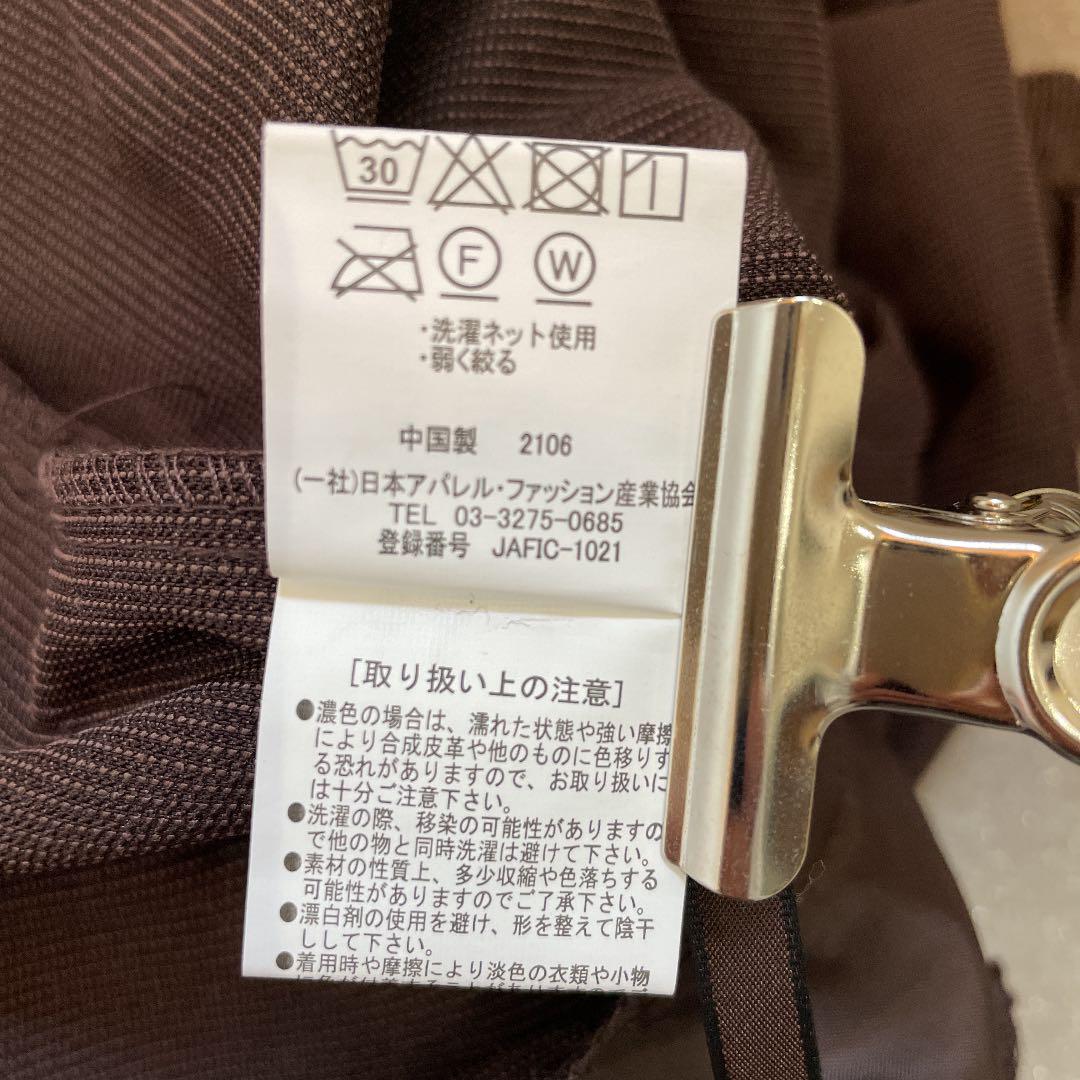 30
F W
・洗濯ネット使用
・弱く絞る
中国製 2106
(一社)日本アパレル・ファッション産業協会
TEL 03-3275-0685
登録番号 JAFIC-1021
[取り扱い上の注意]
●濃色の場合は、濡れた状態や強い摩擦
により合成皮革や他のものに色移りす
る恐れがありますので、お取り扱いに
は十分ご注意下さい。
●洗濯の際、移染の可能性がありますの
で他の物と同時洗濯は避けて下さい。
●素材の性質上、多少収縮や色落ちする
可能性がありますのでご了承下さい。
●漂白剤の使用を避け、形を整えて陰干
しして下さい。
●着用時や摩擦により淡色の衣類や小物